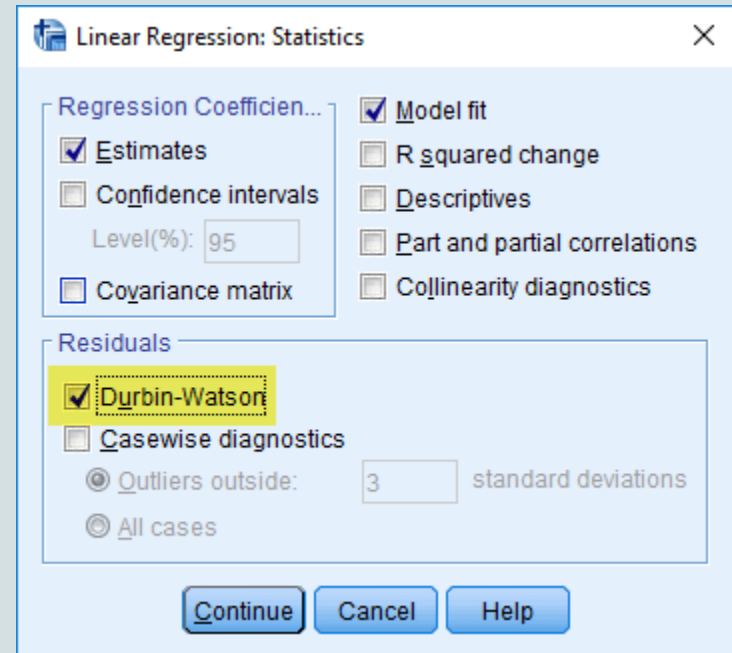 Linear Regression: Statistics
Regression Coefficien...
Estimates
Confidence intervals
Level(%): 95
Covariance matrix
Model fit
R squared change
Descriptives
Part and partial correlations
Collinearity diagnostics
Residuals
Durbin-Watson
Casewise diagnostics
Outliers outside: 3 standard deviations
All cases
Continue Cancel Help